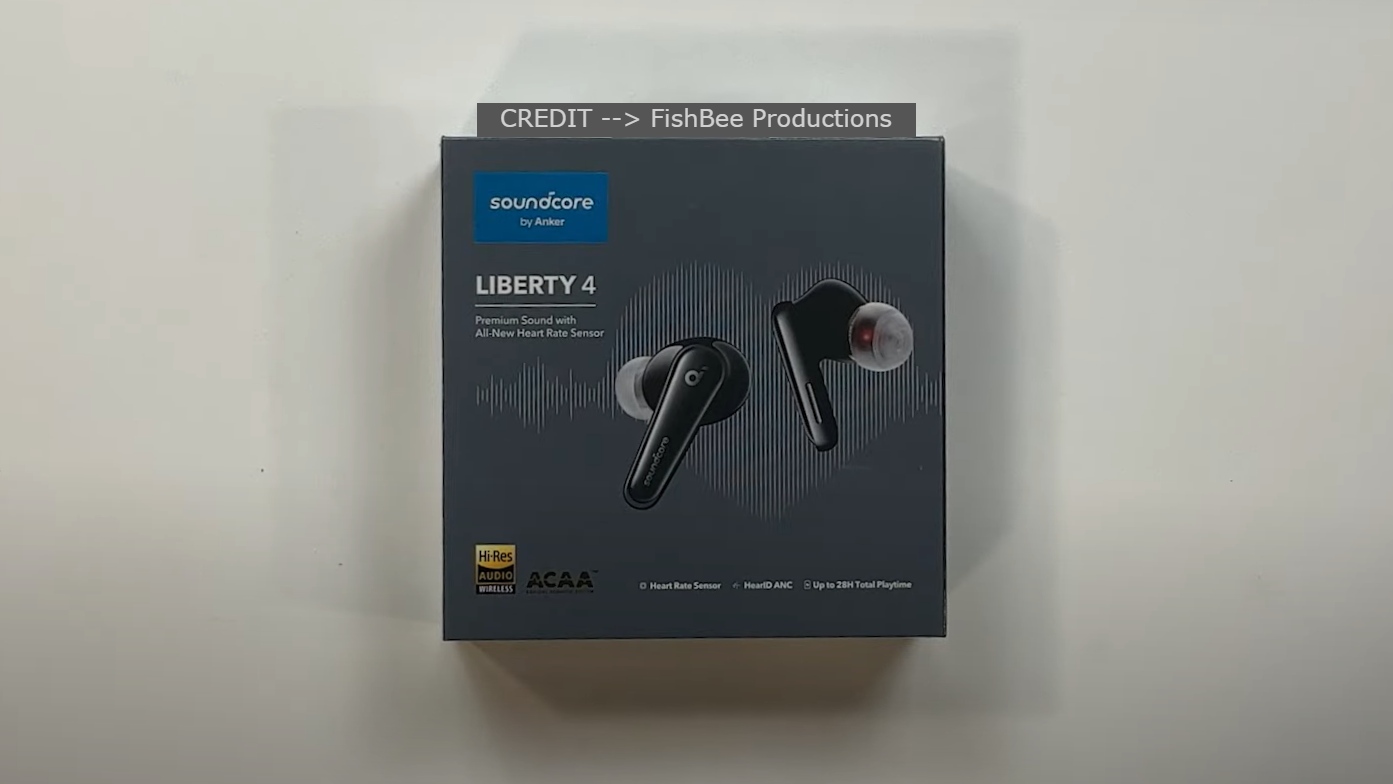 CREDIT --> FishBee Productions
soundcore
by Anker
LIBERTY 4
Premium Sound with
All-New Heart Rate Sensor
soundcore
Hi-Res
AUDIO
WIRELESS
ACAA™
Heart Rate Sensor
HearID ANC
Up to 28H Total Playtime